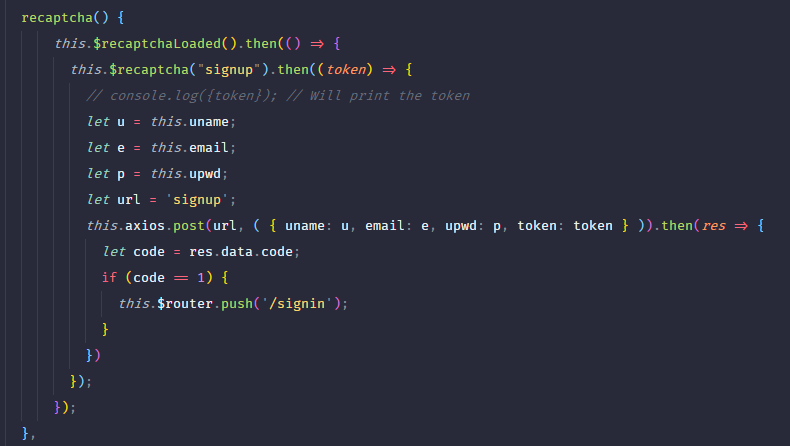 recaptcha() {
this.$recaptchaLoaded().then(() => {
this.$recaptcha("signup").then((token) => {
// console.log({token}); // Will print the token
let u = this.uname;
let e = this.email;
let p = this.upwd;
let url = `signup`;
this.axios.post(url, ( { uname: u, email: e, upwd: p, token: token } )).then(res => {
let code = res.data.code;
if (code == 1) {
this.$router.push('/signin');
}
})
});
});
},